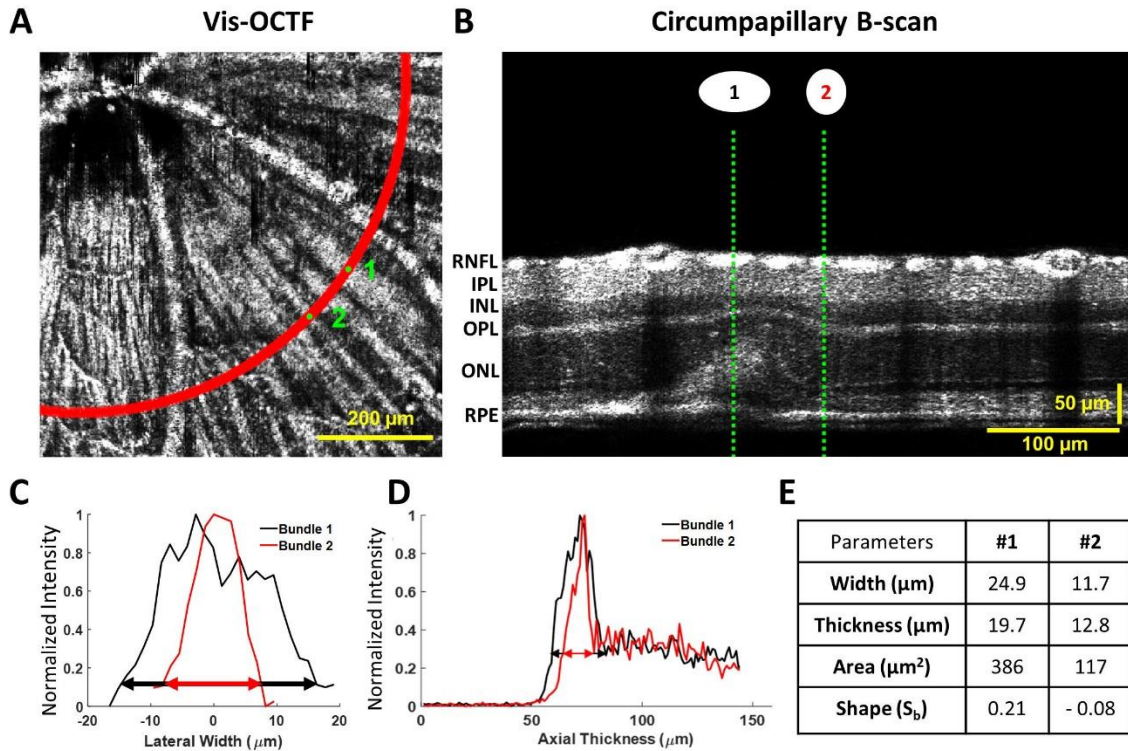 A
Vis-OCTF
B
Circumpapillary B-scan
1
2
200 µm
1
2
RNFL
IPL
INL
OPL
ONL
RPE
50 µm
100 µm
C
Normalized Intensity
1
0.8
0.6
0.4
0.2
0
-20
-10
0
10
20
Lateral Width (µm)
Bundle 1
Bundle 2
D
Normalized Intensity
1
0.8
0.6
0.4
0.2
0
0
50
100
150
Axial Thickness (µm)
Bundle 1
Bundle 2
E
Parameters #1 #2
Width (µm) 24.9 11.7
Thickness (µm) 19.7 12.8
Area (µm²) 386 117
Shape (Sb) 0.21 - 0.08